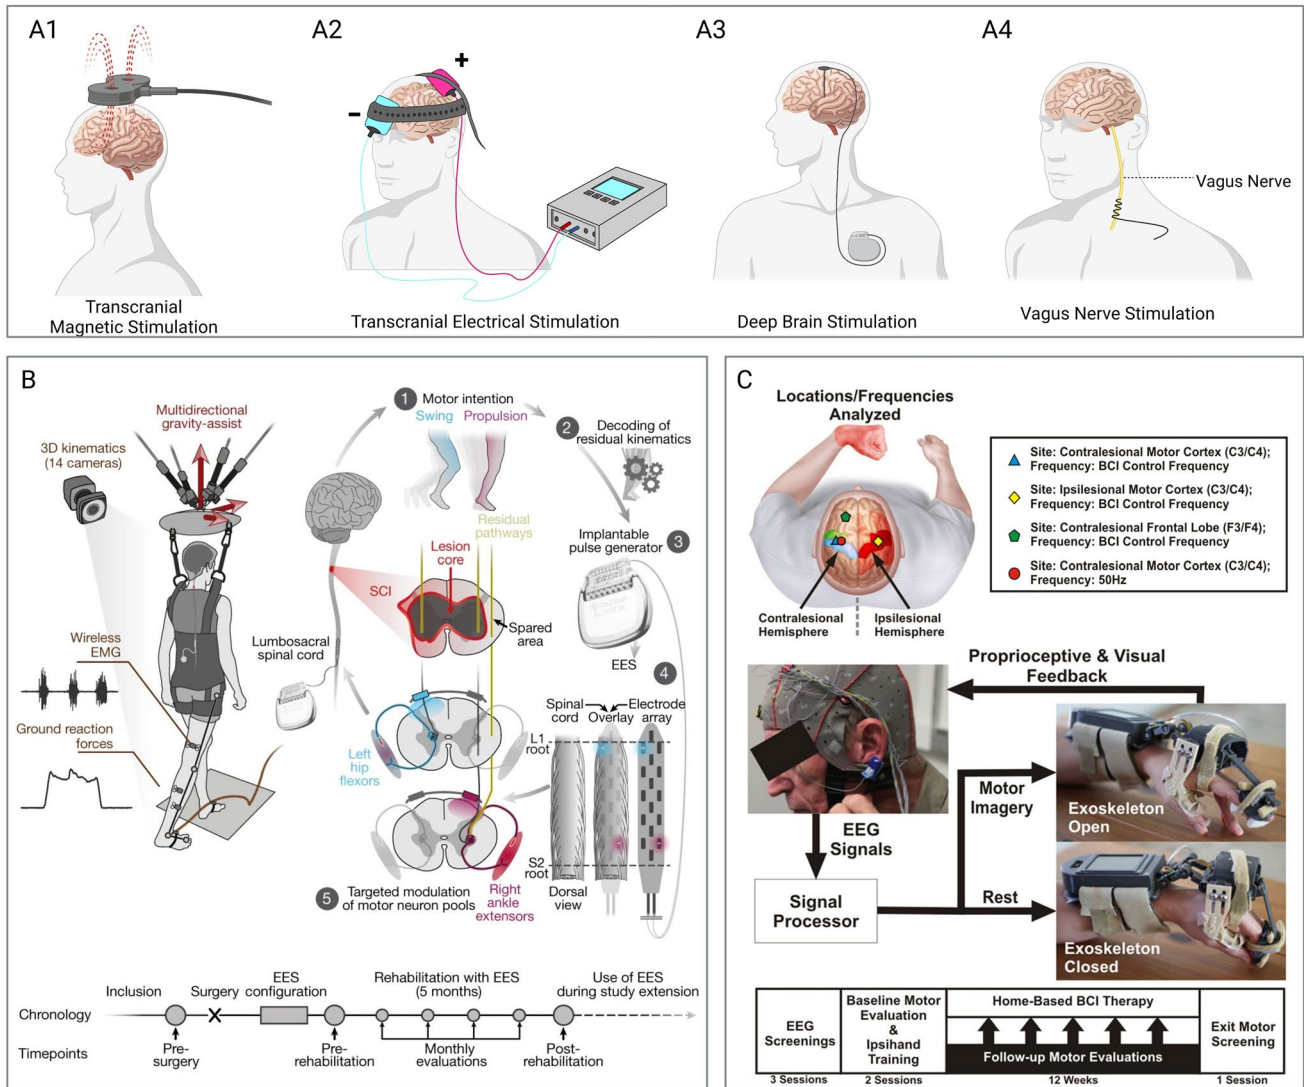 A1
A2
A3
A4
+
-
Vagus Nerve
Transcranial
Magnetic Stimulation
Transcranial Electrical Stimulation
Deep Brain Stimulation
Vagus Nerve Stimulation
B
Multidirectional
gravity-assist
3D kinematics
(14 cameras)
Wireless
EMG
Ground reaction
forces
Lumbosacral
spinal cord
1
Motor intention
Swing
Propulsion
2
Decoding of
residual kinematics
Residual
pathways
Implantable
pulse generator
3
Lesion
core
SCI
Spared
area
EES
4
Spinal
cord
Overlay
Electrode
array
L1
root
Left
hip
flexors
S2
root
Dorsal
view
5
Targeted modulation
of motor neuron pools
Right
ankle
extensors
Inclusion
Surgery
EES
configuration
Rehabilitation with EES
(5 months)
Use of EES
during study extension
Chronology
Timepoints
Pre-
surgery
Pre-
rehabilitation
Monthly
evaluations
Post-
rehabilitation
C
Locations/Frequencies
Analyzed
Site: Contralesional Motor Cortex (C3/C4);
Frequency: BCI Control Frequency
Site: Ipsilesional Motor Cortex (C3/C4);
Frequency: BCI Control Frequency
Site: Contralesional Frontal Lobe (F3/F4);
Frequency: BCI Control Frequency
Site: Contralesional Motor Cortex (C3/C4);
Frequency: 50Hz
Contralesional
Hemisphere
Ipsilesional
Hemisphere
Proprioceptive & Visual
Feedback
Motor
Imagery
Exoskeleton
Open
EEG
Signals
Signal
Processor
Rest
Exoskeleton
Closed
EEG
Screenings
Baseline Motor
Evaluation
&
Ipsihand
Training
Home-Based BCI Therapy
Follow-up Motor Evaluations
Exit Motor
Screening
3 Sessions
2 Sessions
12 Weeks
1 Session